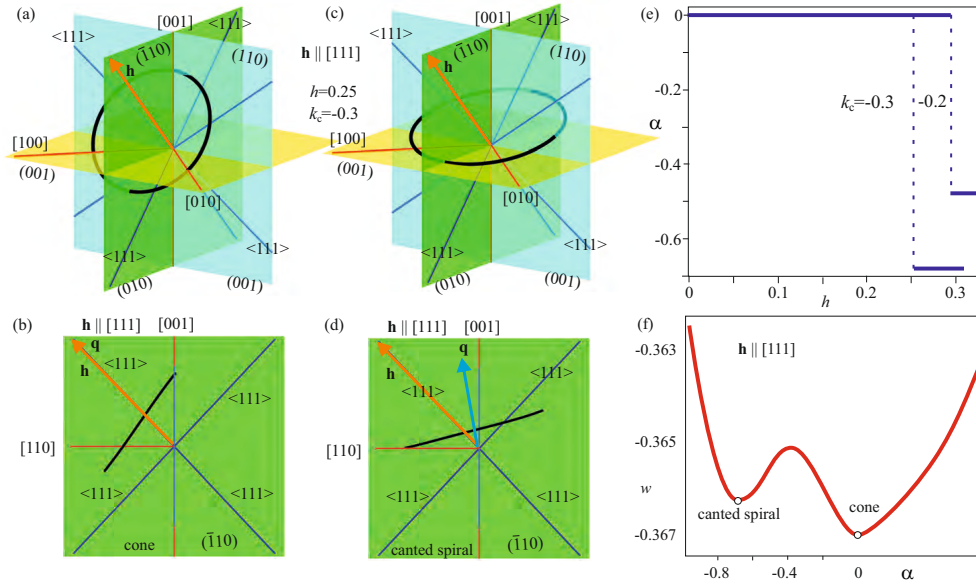 (a)
[001]
<111>
(1̅10)
<111>
(110)
h
[100]
(001)
[010]
<111>
<111>
(010)
(001)
(b)
h || [111]
[001]
q
<111>
h
<111>
[110]
<111>
<111>
cone
(1̅10)
(c)
[001]
<111>
h || [111]
(1̅10)
<111>
(110)
h
h=0.25
k_c=-0.3
[100]
(001)
[010]
<111>
<111>
(010)
(001)
(d)
h || [111]
[001]
q
<111>
h
<111>
[110]
<111>
<111>
canted spiral
(1̅10)
(e)
0
-0.2
k_c=-0.3
-0.2
α
-0.4
-0.6
0
0.1
h
0.2
0.3
(f)
-0.363
h || [111]
-0.365
w
canted spiral
cone
-0.367
-0.8
-0.4
0
α